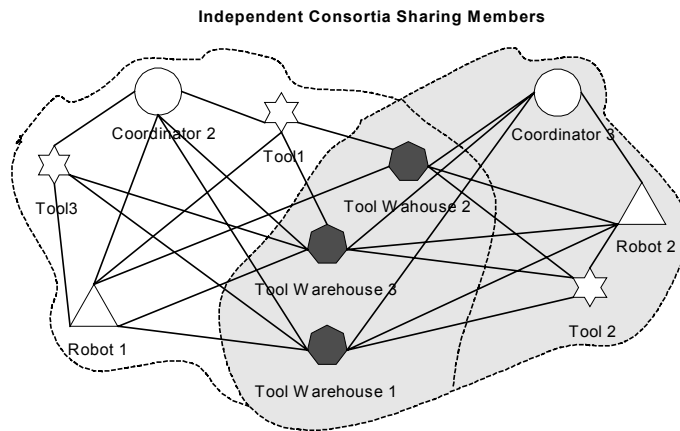 Independent Consortia Sharing Members
Coordinator 2
Coordinator 3
Tool1
Tool3
Tool Wahouse 2
Robot 2
Tool Warehouse 3
Tool 2
Robot 1
Tool Warehouse 1